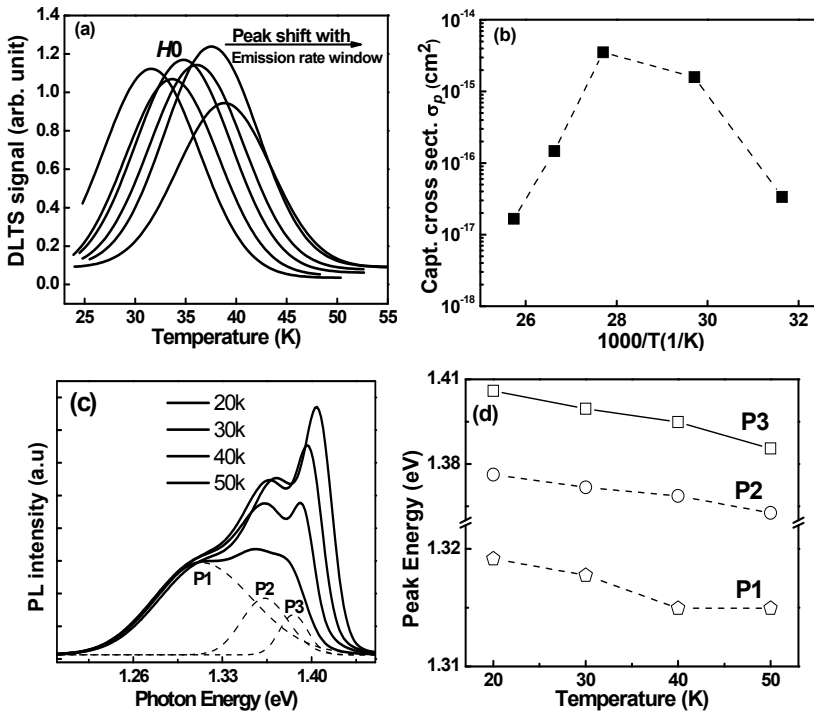 (a)
H0
Peak shift with
Emission rate window
DLTS signal (arb. unit)
1.4
1.2
1.0
0.8
0.6
0.4
0.2
0.0
25 30 35 40 45 50 55
Temperature (K)
(b)
Capt. cross sect. σp (cm²)
10⁻¹⁴
10⁻¹⁵
10⁻¹⁶
10⁻¹⁷
10⁻¹⁸
26 28 30 32
1000/T(1/K)
(c)
20k
30k
40k
50k
P1
P2
P3
PL intensity (a.u)
1.26 1.33 1.40
Photon Energy (eV)
(d)
P3
P2
P1
Peak Energy (eV)
1.41
1.38
1.32
1.31
20 30 40 50
Temperature (K)